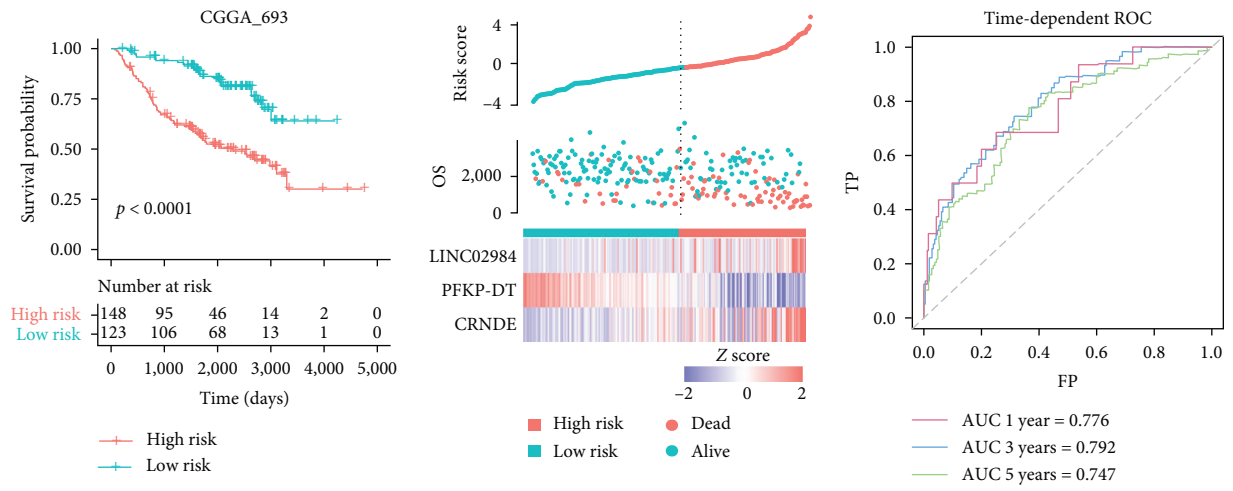 CGGA_693
Survival probability
1.00
0.75
0.50
0.25
0.00
p < 0.0001
Number at risk
High risk 148 95 46 14 2 0
Low risk 123 106 68 13 1 0
0 1,000 2,000 3,000 4,000 5,000
Time (days)
High risk
Low risk
Risk score
4
0
−4
OS
2,000
0
LINC02984
PFKP-DT
CRNDE
Z score
−2 0 2
High risk Dead
Low risk Alive
Time-dependent ROC
TP
1.0
0.8
0.6
0.4
0.2
0.0
0.0 0.2 0.4 0.6 0.8 1.0
FP
AUC 1 year = 0.776
AUC 3 years = 0.792
AUC 5 years = 0.747